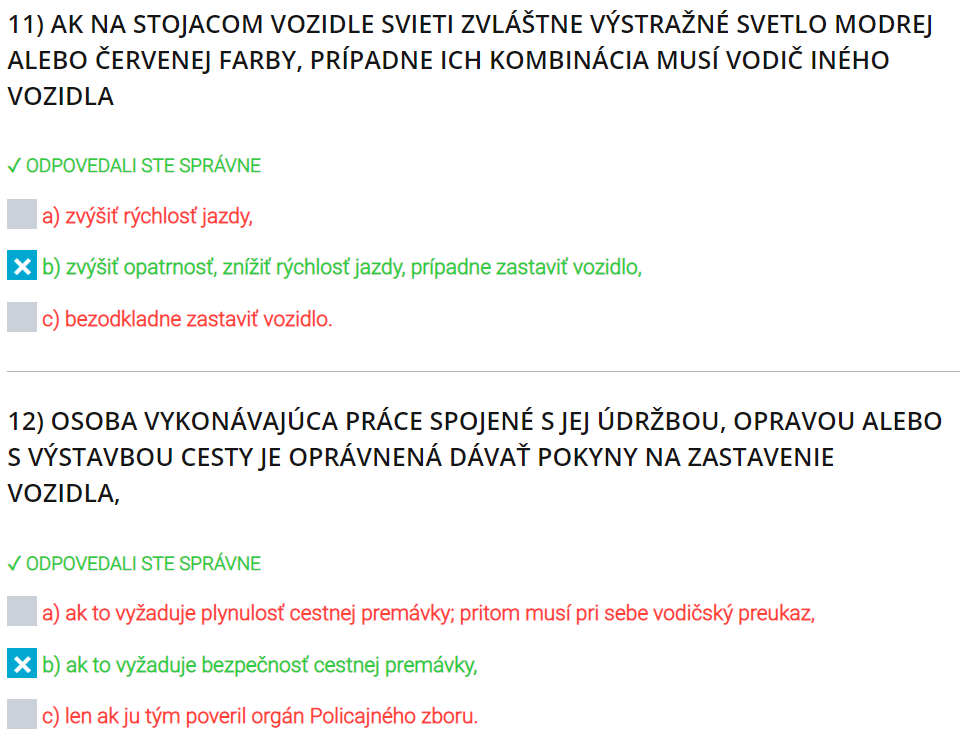 11) AK NA STOJACOM VOZIDLE SVIETI ZVLÁŠTNE VÝSTRAŽNÉ SVETLO MODREJ
ALEBO ČERVENEJ FARBY, PRÍPADNE ICH KOMBINÁCIA MUSÍ VODIČ INÉHO
VOZIDLA
✓ ODPOVEDALI STE SPRÁVNE
a) zvýšiť rýchlosť jazdy,
b) zvýšiť opatrnosť, znížiť rýchlosť jazdy, prípadne zastaviť vozidlo,
c) bezodkladne zastaviť vozidlo.
12) OSOBA VYKONÁVAJÚCA PRÁCE SPOJENÉ S JEJ ÚDRŽBOU, OPRAVOU ALEBO
S VÝSTAVBOU CESTY JE OPRÁVNENÁ DÁVAŤ POKYNY NA ZASTAVENIE
VOZIDLA,
✓ ODPOVEDALI STE SPRÁVNE
a) ak to vyžaduje plynulosť cestnej premávky; pritom musí pri sebe vodičský preukaz,
b) ak to vyžaduje bezpečnosť cestnej premávky,
c) len ak ju tým poveril orgán Policajného zboru.